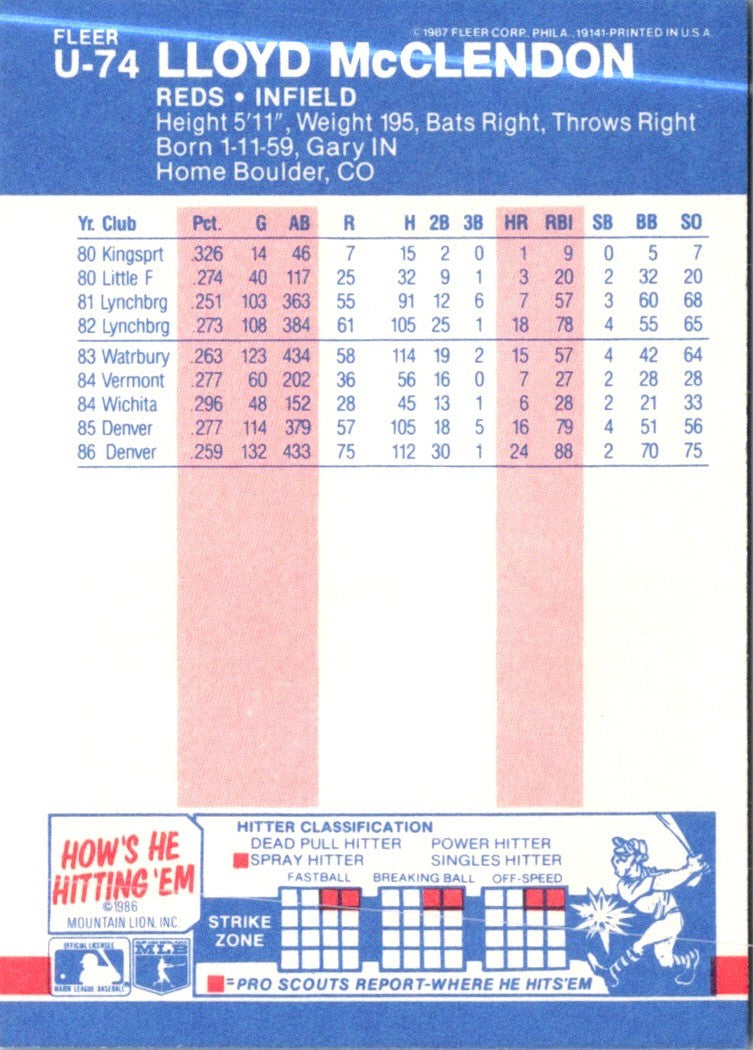 FLEER
© 1987 FLEER CORP. PHILA., 19141-PRINTED IN U.S.A.
U-74 LLOYD McCLENDON
REDS • INFIELD
Height 5'11", Weight 195, Bats Right, Throws Right
Born 1-11-59, Gary IN
Home Boulder, CO
Yr. Club Pct. G AB R H 2B 3B HR RBI SB BB SO
80 Kingsprt .326 14 46 7 15 2 0 1 9 0 5 7
80 Little F .274 40 117 25 32 9 1 3 20 2 32 20
81 Lynchbrg .251 103 363 55 91 12 6 7 57 3 60 68
82 Lynchbrg .273 108 384 61 105 25 1 18 78 4 55 65
83 Watrbury .263 123 434 58 114 19 2 15 57 4 42 64
84 Vermont .277 60 202 36 56 16 0 7 27 2 28 28
84 Wichita .296 48 152 28 45 13 1 6 28 2 21 33
85 Denver .277 114 379 57 105 18 5 16 79 4 51 56
86 Denver .259 132 433 75 112 30 1 24 88 2 70 75
HOW'S HE
HITTING 'EM
©1986
MOUNTAIN LION, INC.
OFFICIAL LICENSEE
MAJOR LEAGUE BASEBALL
MLB
HITTER CLASSIFICATION
DEAD PULL HITTER POWER HITTER
SPRAY HITTER SINGLES HITTER
FASTBALL BREAKING BALL OFF-SPEED
STRIKE
ZONE
=PRO SCOUTS REPORT-WHERE HE HITS 'EM